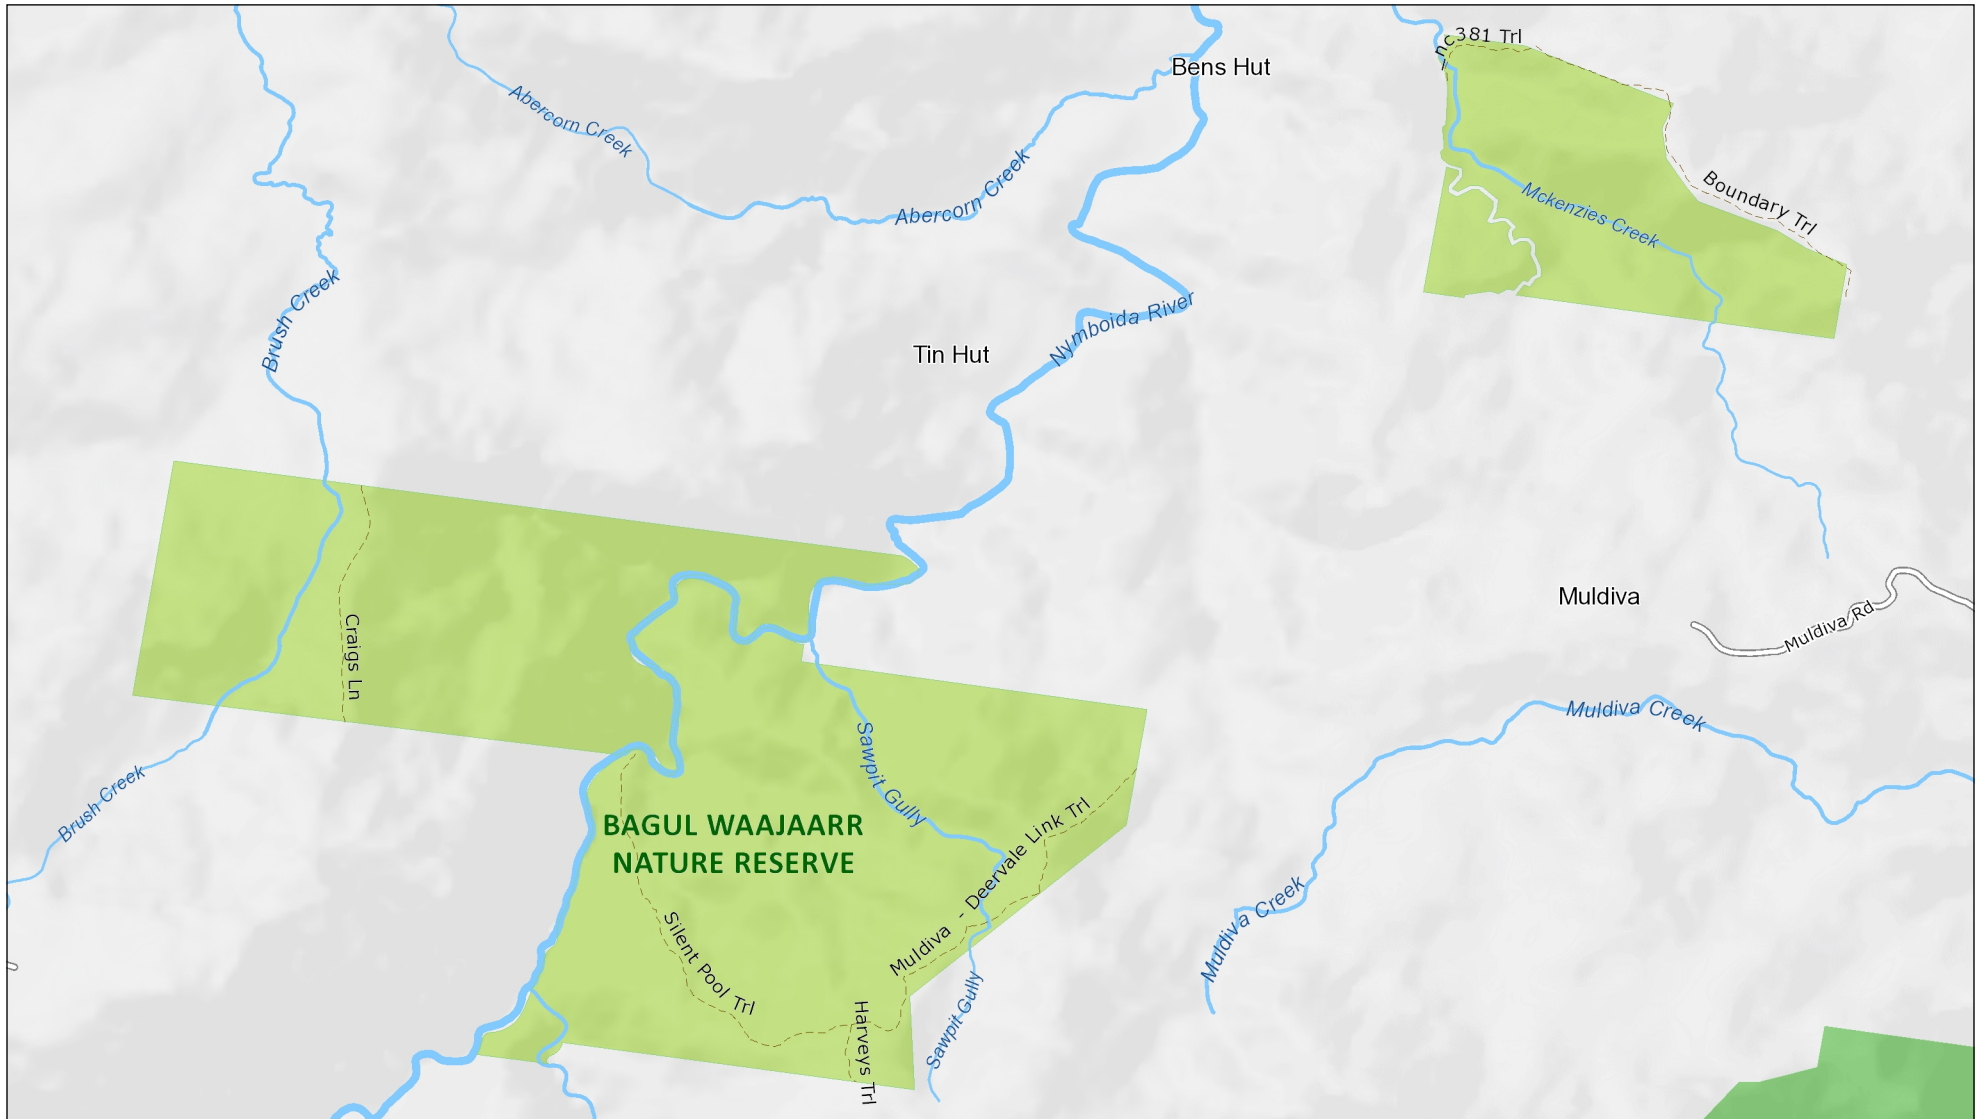 nc381 Trl
Bens Hut
Abercorn Creek
Abercorn Creek
Mckenzies Creek
Boundary Trl
Brush Creek
Nymboida River
Tin Hut
Muldiva
Muldiva Rd
Craigs Ln
Muldiva Creek
Sawpit Gully
Brush Creek
BAGUL WAAJAARR
NATURE RESERVE
Muldiva - Deervale Link Trl
Muldiva Creek
Silent Pool Trl
Sawpit Gully
Harveys Trl